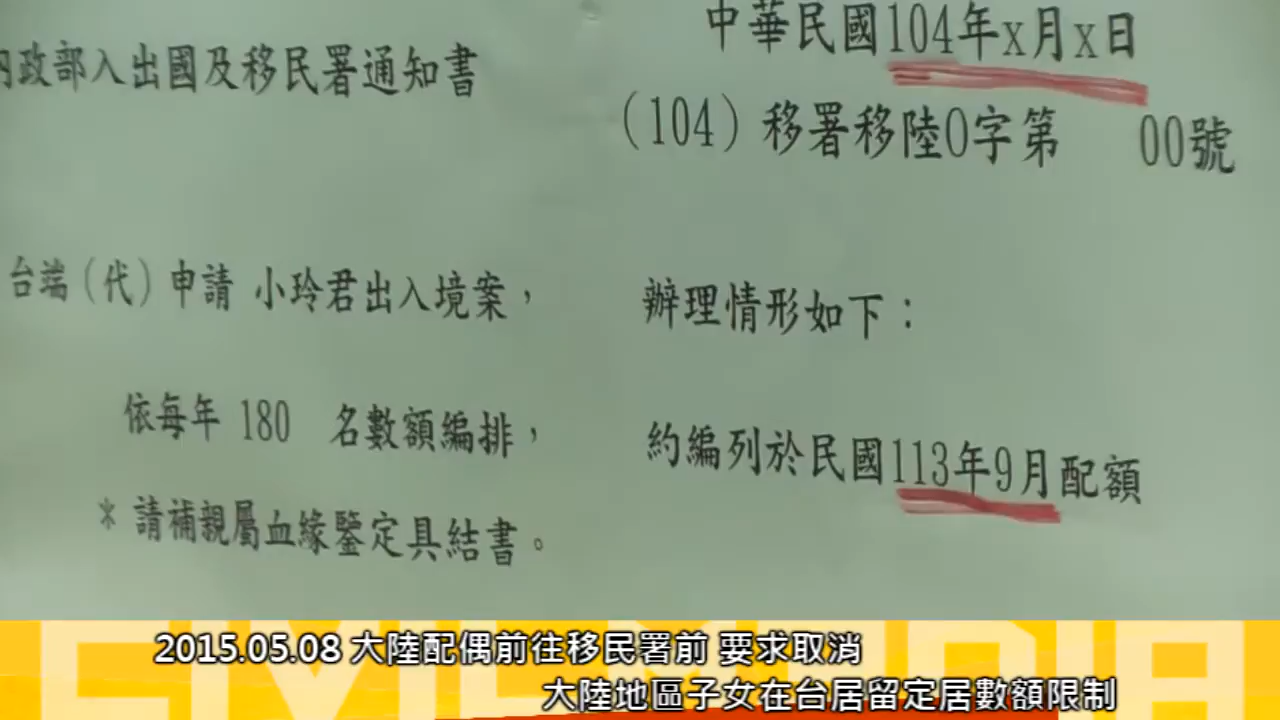 中華民國104年x月x日
內政部入出國及移民署通知書
（104）移署移陸0字第 00號
台端（代）申請 小玲君出入境案， 辦理情形如下：
依每年 180 名數額編排， 約編列於民國113年9月配額
＊請補親屬血緣鑒定具結書。
2015.05.08 大陸配偶前往移民署前 要求取消
大陸地區子女在台居留定居數額限制